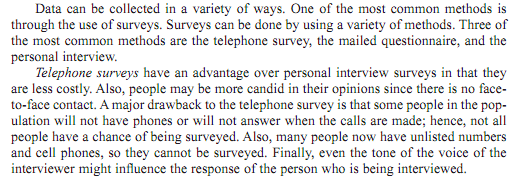 Data can be collected in a variety of ways. One of the most common methods is
through the use of surveys. Surveys can be done by using a variety of methods. Three of
the most common methods are the telephone survey, the mailed questionnaire, and the
personal interview.
Telephone surveys have an advantage over personal interview surveys in that they
are less costly. Also, people may be more candid in their opinions since there is no face-
to-face contact. A major drawback to the telephone survey is that some people in the pop-
ulation will not have phones or will not answer when the calls are made; hence, not all
people have a chance of being surveyed. Also, many people now have unlisted numbers
and cell phones, so they cannot be surveyed. Finally, even the tone of the voice of the
interviewer might influence the response of the person who is being interviewed.